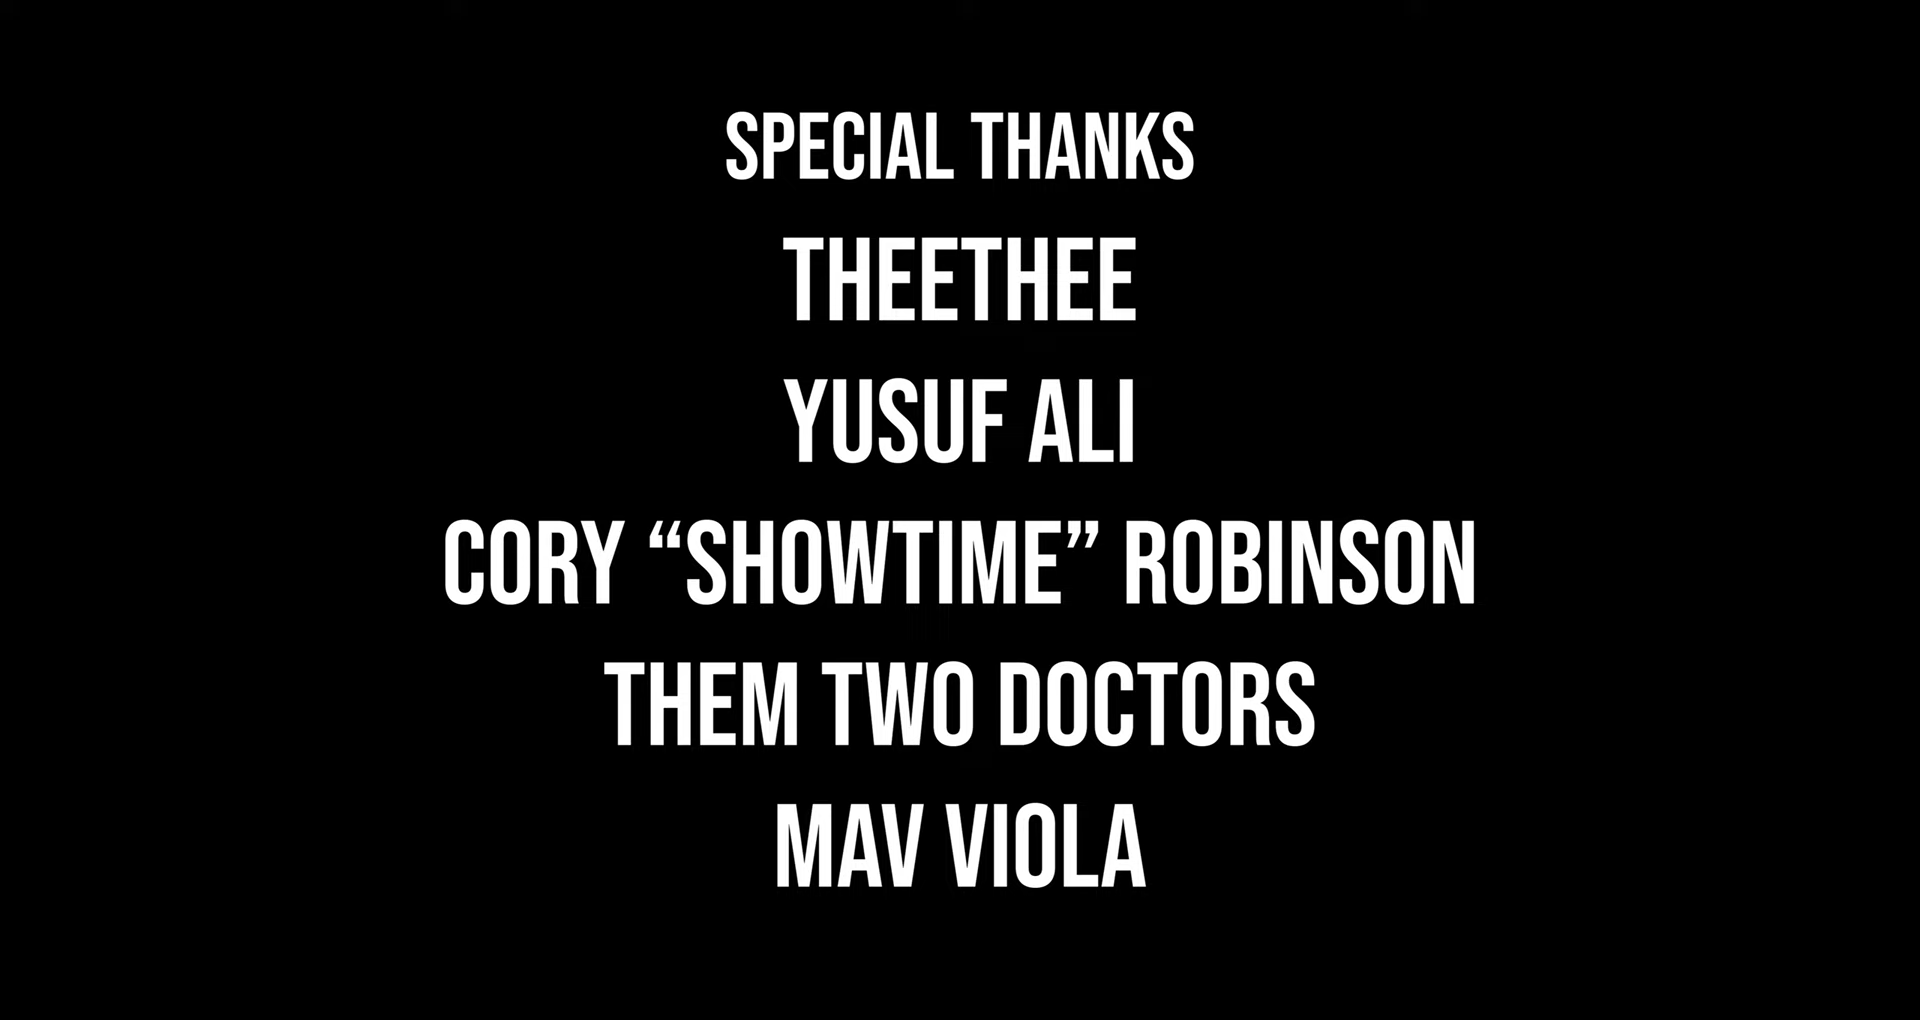 SPECIAL THANKS
THEETHEE
YUSUF ALI
CORY “SHOWTIME” ROBINSON
THEM TWO DOCTORS
MAV VIOLA